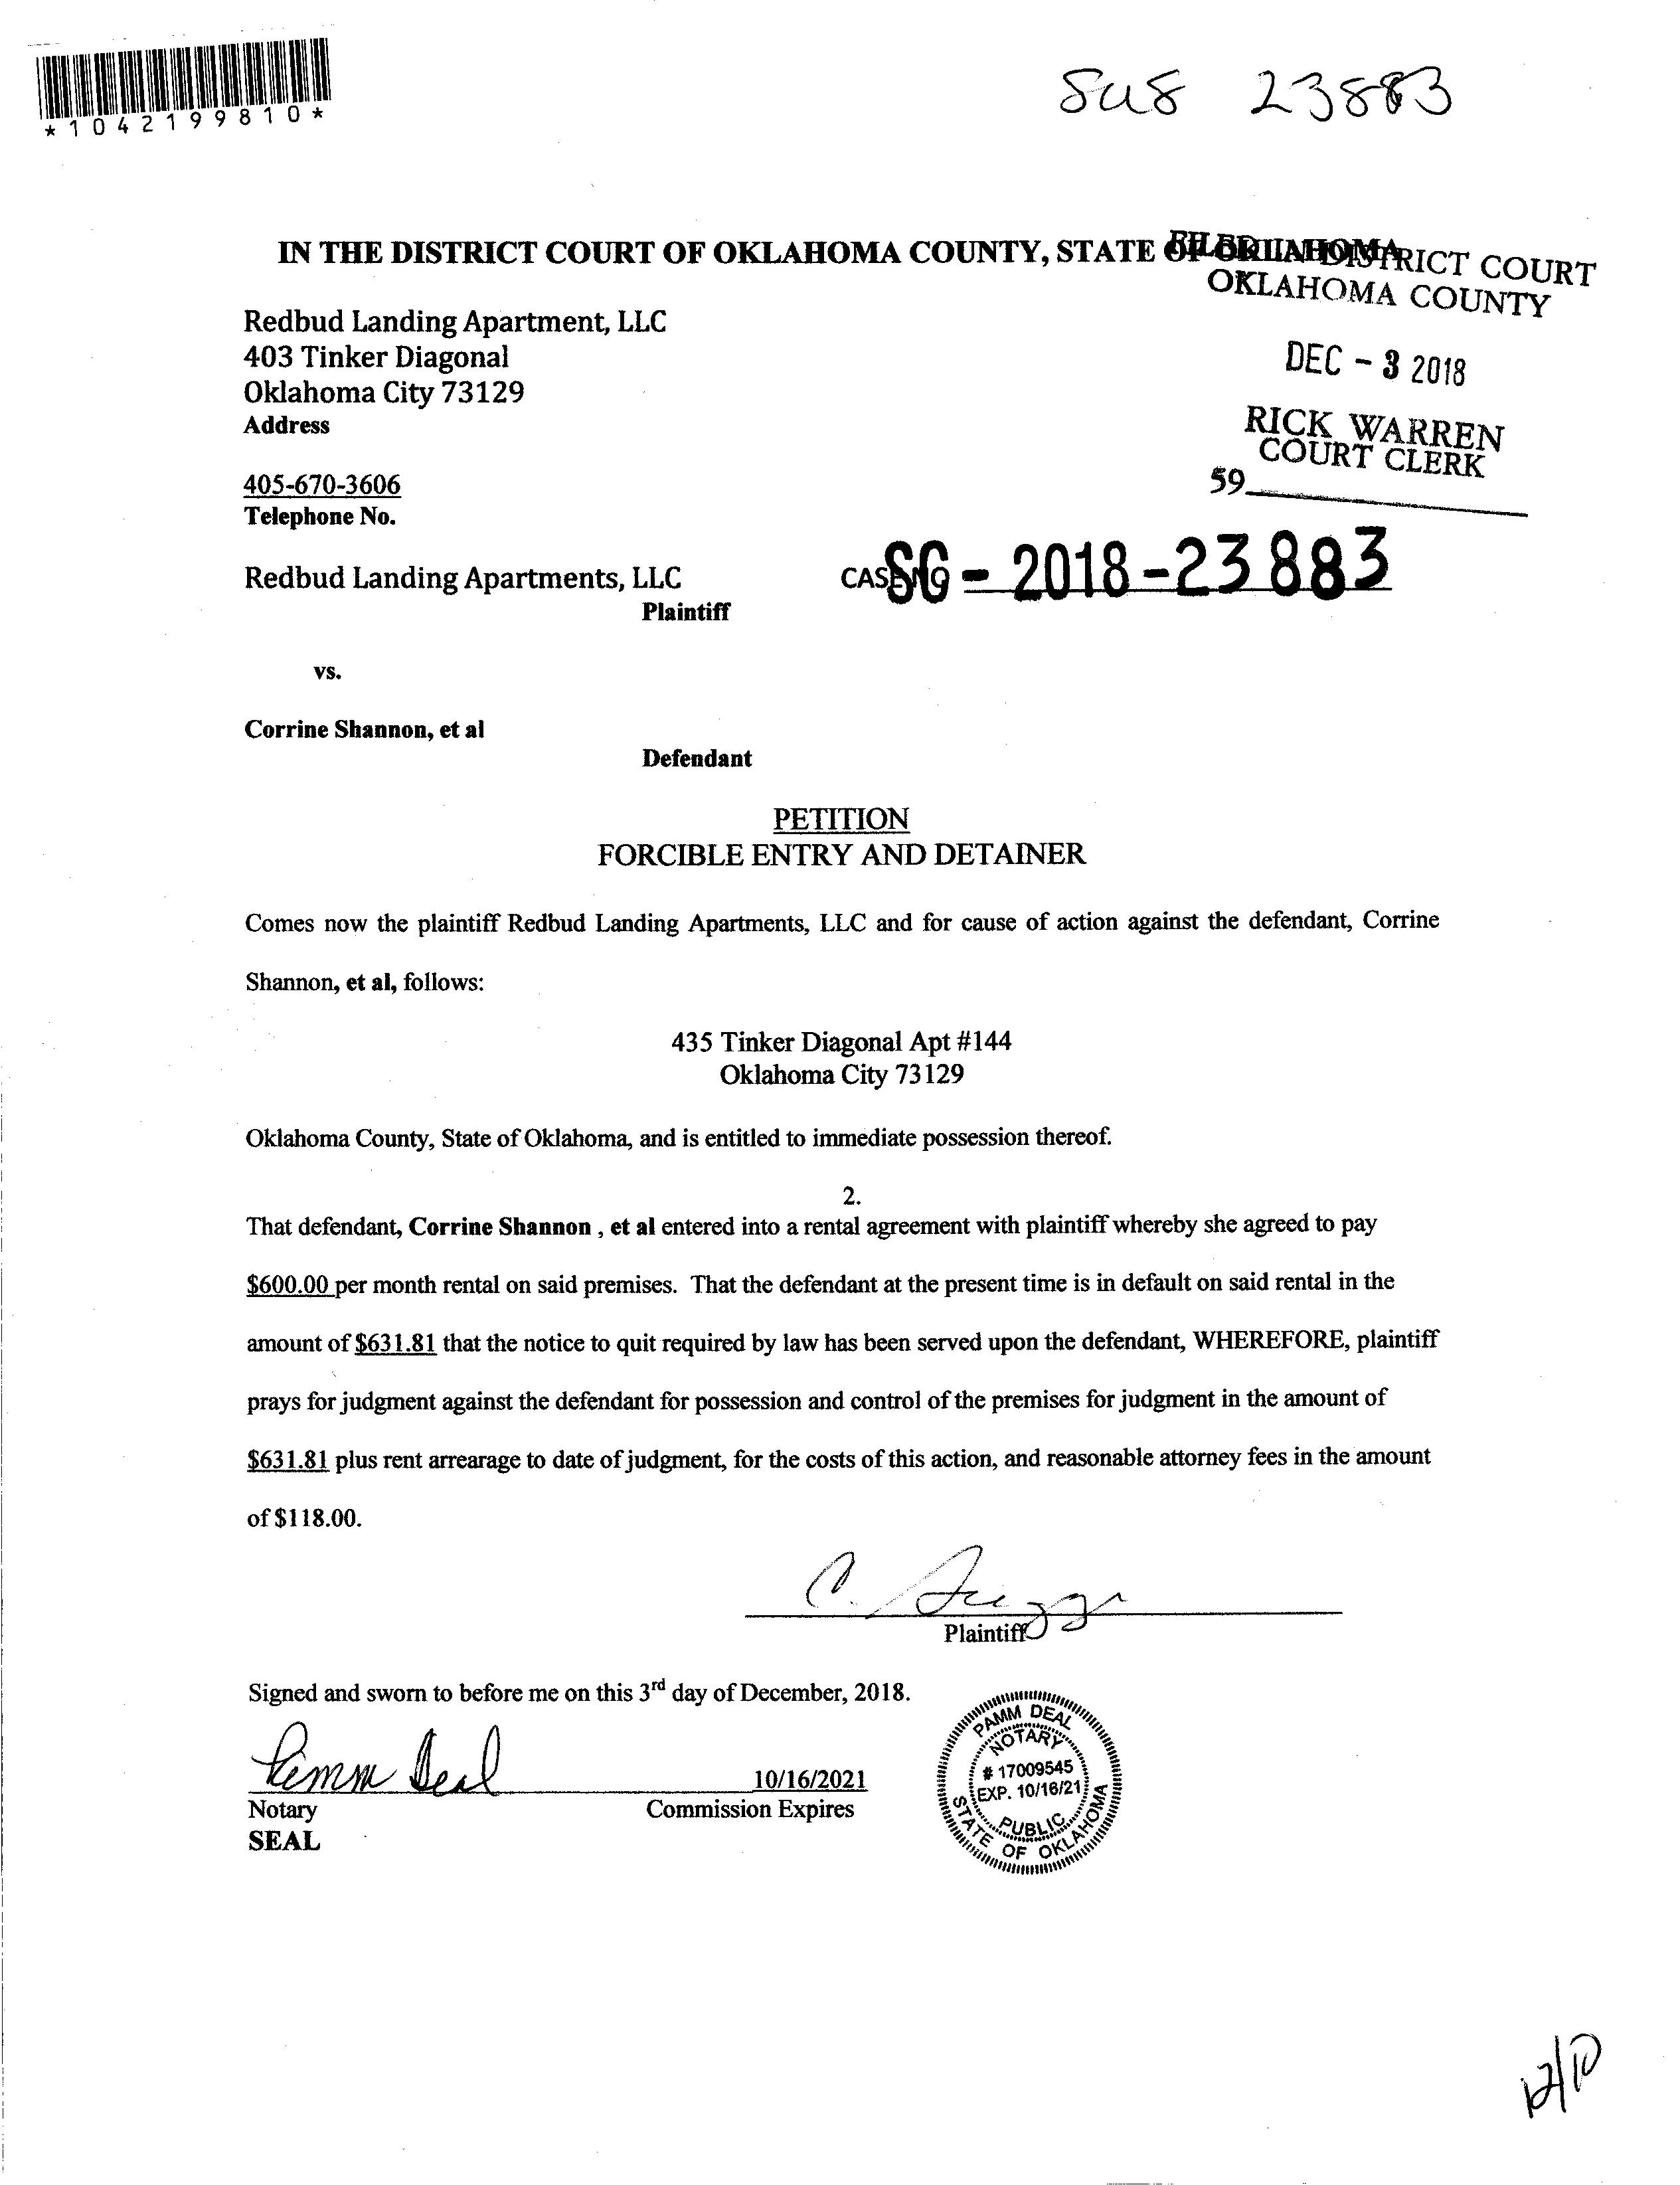 *1042199810*
SUS 23883
IN THE DISTRICT COURT OF OKLAHOMA COUNTY, STATE OF OKLAHOMA
FILED IN DISTRICT COURT
OKLAHOMA COUNTY
Redbud Landing Apartment, LLC
403 Tinker Diagonal
Oklahoma City 73129
Address
DEC - 3 2018
RICK WARREN
COURT CLERK
59
405-670-3606
Telephone No.
Redbud Landing Apartments, LLC
CASE NO
SG - 2018-23883
Plaintiff
vs.
Corrine Shannon, et al
Defendant
PETITION
FORCIBLE ENTRY AND DETAINER
Comes now the plaintiff Redbud Landing Apartments, LLC and for cause of action against the defendant, Corrine
Shannon, et al, follows:
435 Tinker Diagonal Apt #144
Oklahoma City 73129
Oklahoma County, State of Oklahoma, and is entitled to immediate possession thereof.
2.
That defendant, Corrine Shannon , et al entered into a rental agreement with plaintiff whereby she agreed to pay
$600.00 per month rental on said premises. That the defendant at the present time is in default on said rental in the
amount of $631.81 that the notice to quit required by law has been served upon the defendant, WHEREFORE, plaintiff
prays for judgment against the defendant for possession and control of the premises for judgment in the amount of
$631.81 plus rent arrearage to date of judgment, for the costs of this action, and reasonable attorney fees in the amount
of $118.00.
Plaintiff
Signed and sworn to before me on this 3rd day of December, 2018.
Pamm Deal
10/16/2021
Notary
Commission Expires
SEAL
PAMM DEAL
NOTARY
# 17009545
EXP. 10/16/21
PUBLIC
STATE OF OKLAHOMA
12/10